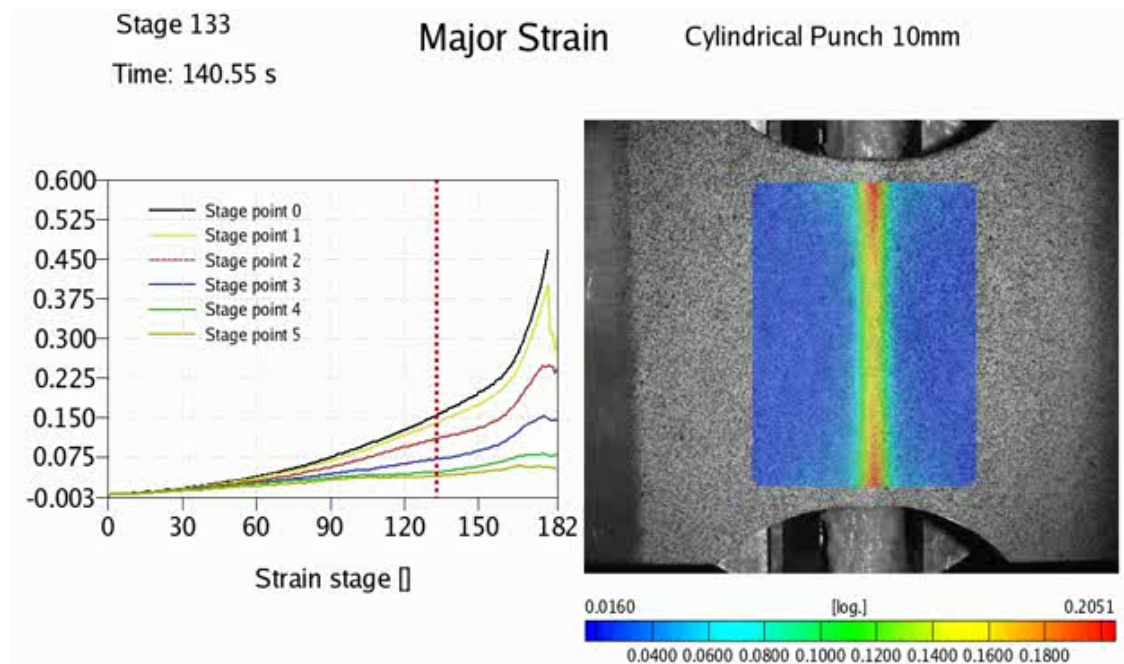 Stage 133
Time: 140.55 s
Major Strain
Cylindrical Punch 10mm
0.600
0.525
0.450
0.375
0.300
0.225
0.150
0.075
-0.003
Stage point 0
Stage point 1
Stage point 2
Stage point 3
Stage point 4
Stage point 5
0 30 60 90 120 150 182
Strain stage []
0.0160 [log.] 0.2051
0.0400 0.0600 0.0800 0.1000 0.1200 0.1400 0.1600 0.1800